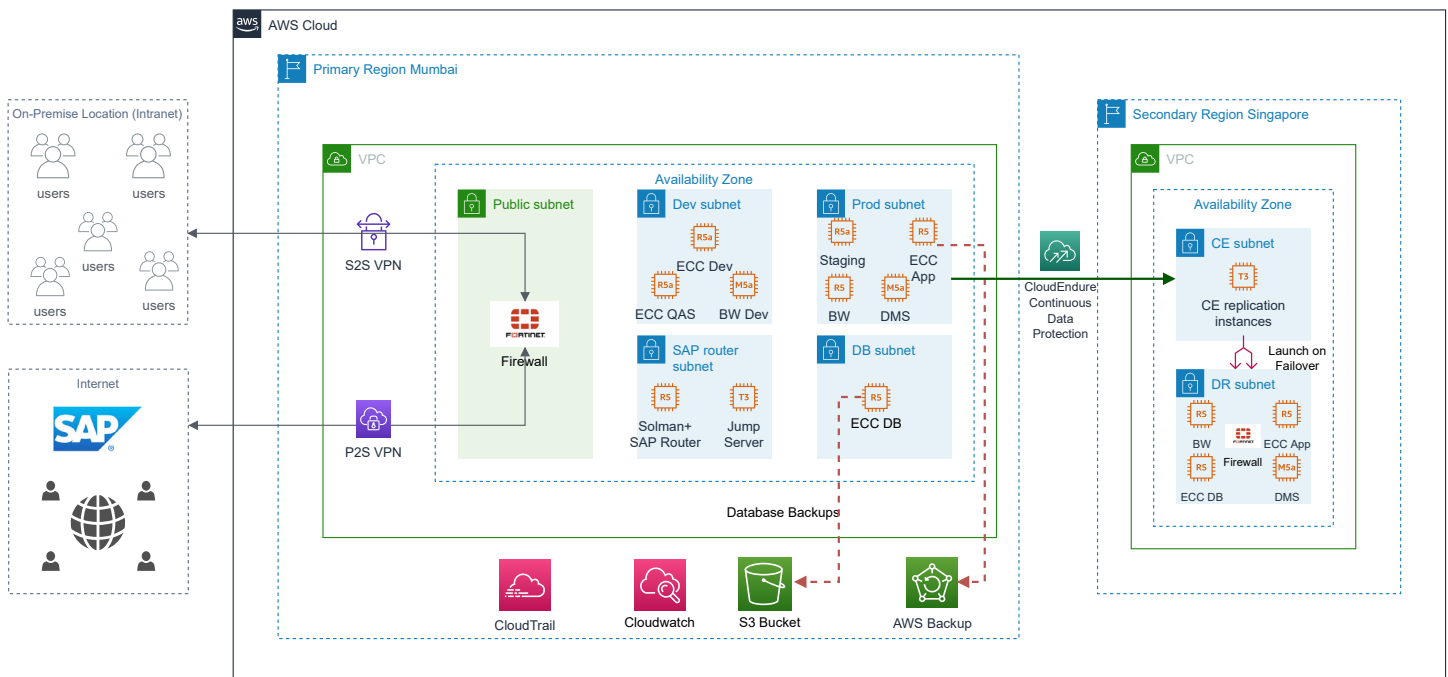 aws
AWS Cloud
Primary Region Mumbai
On-Premise Location (Intranet)
users
users
users
users
users
Internet
SAP
®
S2S VPN
P2S VPN
VPC
Availability Zone
Public subnet
FORTINET
Firewall
Dev subnet
R5a
ECC Dev
R5a
M5a
ECC QAS
BW Dev
Prod subnet
R5a
R5
Staging
ECC
App
R5
M5a
BW
DMS
SAP router
subnet
R5
T3
Solman+
SAP Router
Jump
Server
DB subnet
R5
ECC DB
Database Backups
CloudTrail
Cloudwatch
S3 Bucket
AWS Backup
CloudEndure
Continuous
Data
Protection
Secondary Region Singapore
VPC
Availability Zone
CE subnet
T3
CE replication
instances
Launch on
Failover
DR subnet
R5
R5
BW
ECC App
FORTINET
Firewall
R5
M5a
ECC DB
DMS